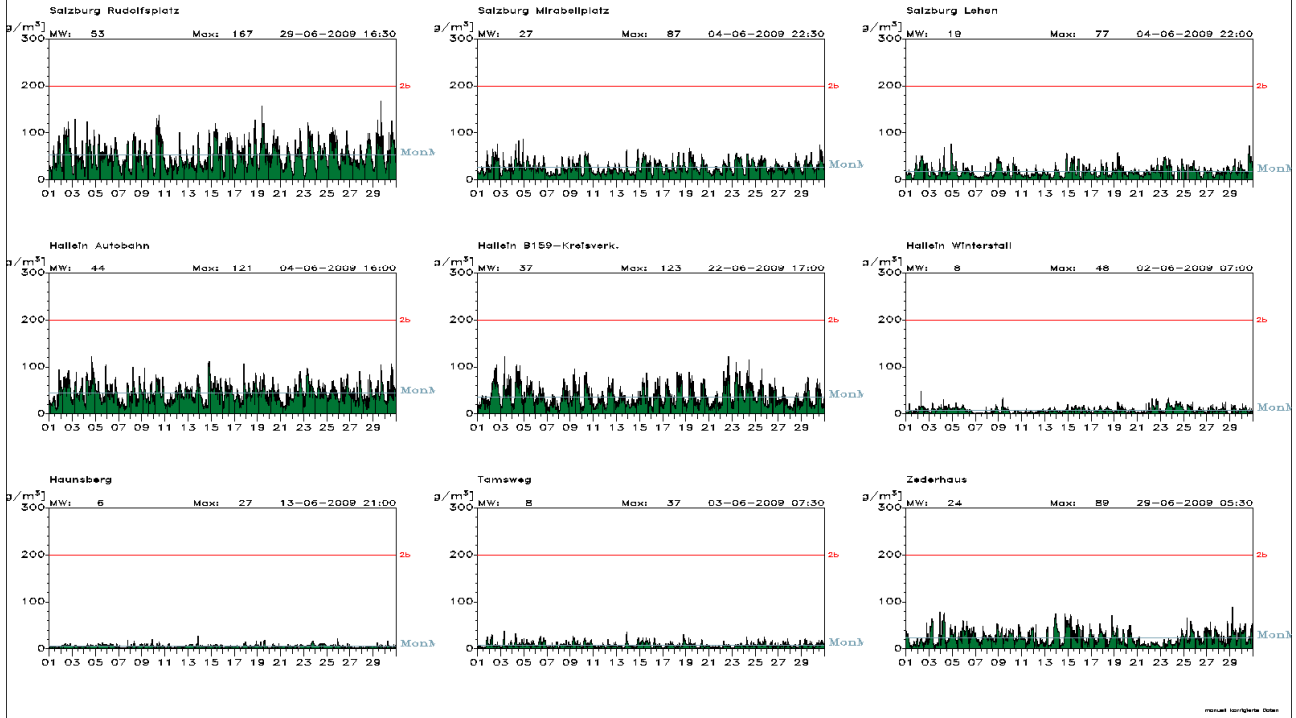 Salzburg Rudolfsplatz
g/m³] MW: 53 Max: 167 29-06-2009 16:30
300
200 2b
100
MonM
0
01 03 05 07 09 11 13 15 17 19 21 23 25 27 29
Salzburg Mirabellplatz
g/m³] MW: 27 Max: 87 04-06-2009 22:30
300
200 2b
100
MonM
0
01 03 05 07 09 11 13 15 17 19 21 23 25 27 29
Salzburg Lehen
g/m³] MW: 19 Max: 77 04-06-2009 22:00
300
200 2b
100
MonM
0
01 03 05 07 09 11 13 15 17 19 21 23 25 27 29
Hallein Autobahn
g/m³] MW: 44 Max: 121 04-06-2009 16:00
300
200 2b
100
MonM
0
01 03 05 07 09 11 13 15 17 19 21 23 25 27 29
Hallein B159-Kreisverk.
g/m³] MW: 37 Max: 123 22-06-2009 17:00
300
200 2b
100
MonM
0
01 03 05 07 09 11 13 15 17 19 21 23 25 27 29
Hallein Winterstall
g/m³] MW: 8 Max: 48 02-06-2009 07:00
300
200 2b
100
MonM
0
01 03 05 07 09 11 13 15 17 19 21 23 25 27 29
Haunsberg
g/m³] MW: 6 Max: 27 13-06-2009 21:00
300
200 2b
100
MonM
0
01 03 05 07 09 11 13 15 17 19 21 23 25 27 29
Tamsweg
g/m³] MW: 8 Max: 37 03-06-2009 07:30
300
200 2b
100
MonM
0
01 03 05 07 09 11 13 15 17 19 21 23 25 27 29
Zederhaus
g/m³] MW: 24 Max: 89 29-06-2009 05:30
300
200 2b
100
MonM
0
01 03 05 07 09 11 13 15 17 19 21 23 25 27 29
manuell korrigierte Daten